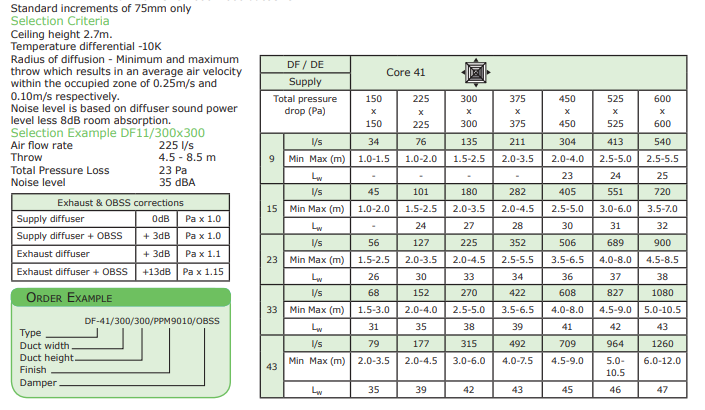 Standard increments of 75mm only
Selection Criteria
Ceiling height 2.7m.
Temperature differential -10K
Radius of diffusion - Minimum and maximum
throw which results in an average air velocity
within the occupied zone of 0.25m/s and
0.10m/s respectively.
Noise level is based on diffuser sound power
level less 8dB room absorption.
Selection Example DF11/300x300
Air flow rate 225 l/s
Throw 4.5 - 8.5 m
Total Pressure Loss 23 Pa
Noise level 35 dBA
Exhaust & OBSS corrections
Supply diffuser 0dB Pa x 1.0
Supply diffuser + OBSS + 3dB Pa x 1.0
Exhaust diffuser + 3dB Pa x 1.1
Exhaust diffuser + OBSS +13dB Pa x 1.15
ORDER EXAMPLE
DF-41/300/300/PPM9010/OBSS
Type
Duct width
Duct height
Finish
Damper
DF / DE
Supply
Core 41
Total pressure 150 225 300 375 450 525 600
drop (Pa) x x x x x x x
150 225 300 375 450 525 600
9 l/s 34 76 135 211 304 413 540
Min Max (m) 1.0-1.5 1.0-2.0 1.5-2.5 2.0-3.5 2.0-4.0 2.5-5.0 2.5-5.5
Lw - - - - 23 24 25
15 l/s 45 101 180 282 405 551 720
Min Max (m) 1.0-2.0 1.5-2.5 2.0-3.5 2.0-4.5 2.5-5.0 3.0-6.0 3.5-7.0
Lw - 24 27 28 30 31 32
23 l/s 56 127 225 352 506 689 900
Min Max (m) 1.5-2.5 2.0-3.5 2.0-4.5 2.5-5.5 3.5-6.5 4.0-8.0 4.5-8.5
Lw 26 30 33 34 36 37 38
33 l/s 68 152 270 422 608 827 1080
Min Max (m) 1.5-3.0 2.0-4.0 2.5-5.0 3.5-6.5 4.0-8.0 4.5-9.0 5.0-10.5
Lw 31 35 38 39 41 42 43
43 l/s 79 177 315 492 709 964 1260
Min Max (m) 2.0-3.5 2.0-4.5 3.0-6.0 4.0-7.5 4.5-9.0 5.0- 6.0-12.0
10.5
Lw 35 39 42 43 45 46 47